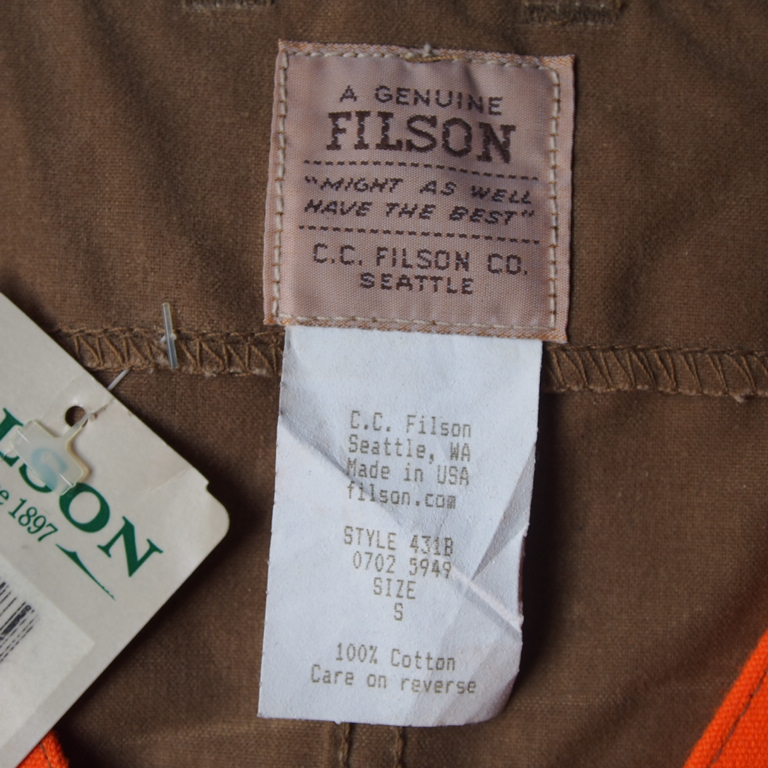 A GENUINE
FILSON
"MIGHT AS WELL
HAVE THE BEST"
C.C. FILSON CO.
SEATTLE
C.C. Filson
Seattle, WA
Made in USA
filson.com
STYLE 431B
0702 5949
SIZE
S
100% Cotton
Care on reverse
LSON
1897